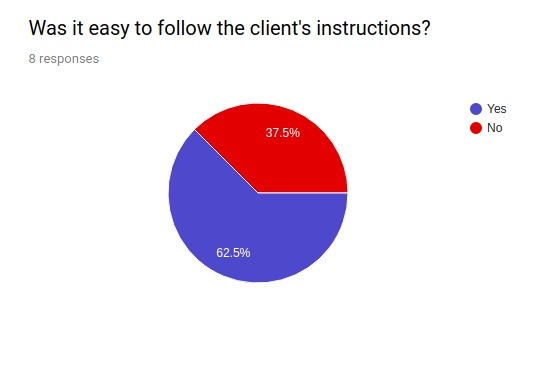 Was it easy to follow the client's instructions?
8 responses
Yes
No
37.5%
62.5%